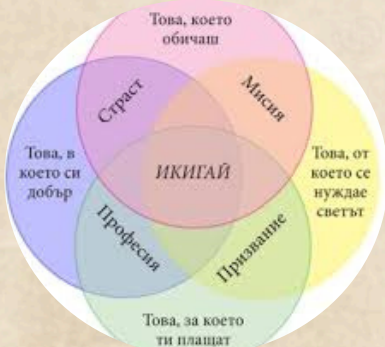 Това, което
обичаш
Страст
Мисия
Това, в
което си
добър
ИКИГАЙ
Това, от
което се
нуждае
светът
Професия
Призвание
Това, за което
ти плащат